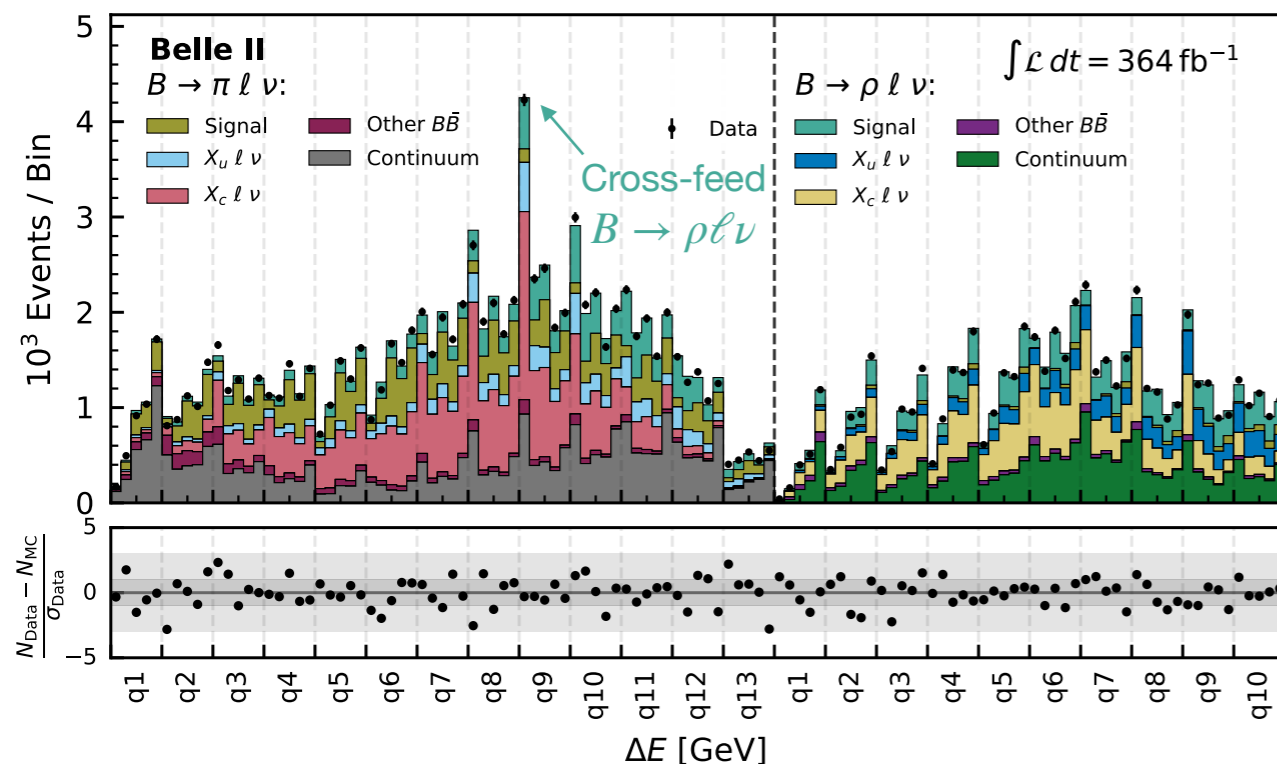 Belle II
B → π ℓ ν:
Signal
X_u ℓ ν
X_c ℓ ν
Other BB̄
Continuum
Data
Cross-feed
B → ρℓν
∫ℒ dt = 364 fb⁻¹
B → ρ ℓ ν:
Signal
X_u ℓ ν
X_c ℓ ν
Other BB̄
Continuum
10³ Events / Bin
5
4
3
2
1
0
(N_Data − N_MC) / σ_Data
5
0
−5
q1 q2 q3 q4 q5 q6 q7 q8 q9 q10 q11 q12 q13 q1 q2 q3 q4 q5 q6 q7 q8 q9 q10
ΔE [GeV]